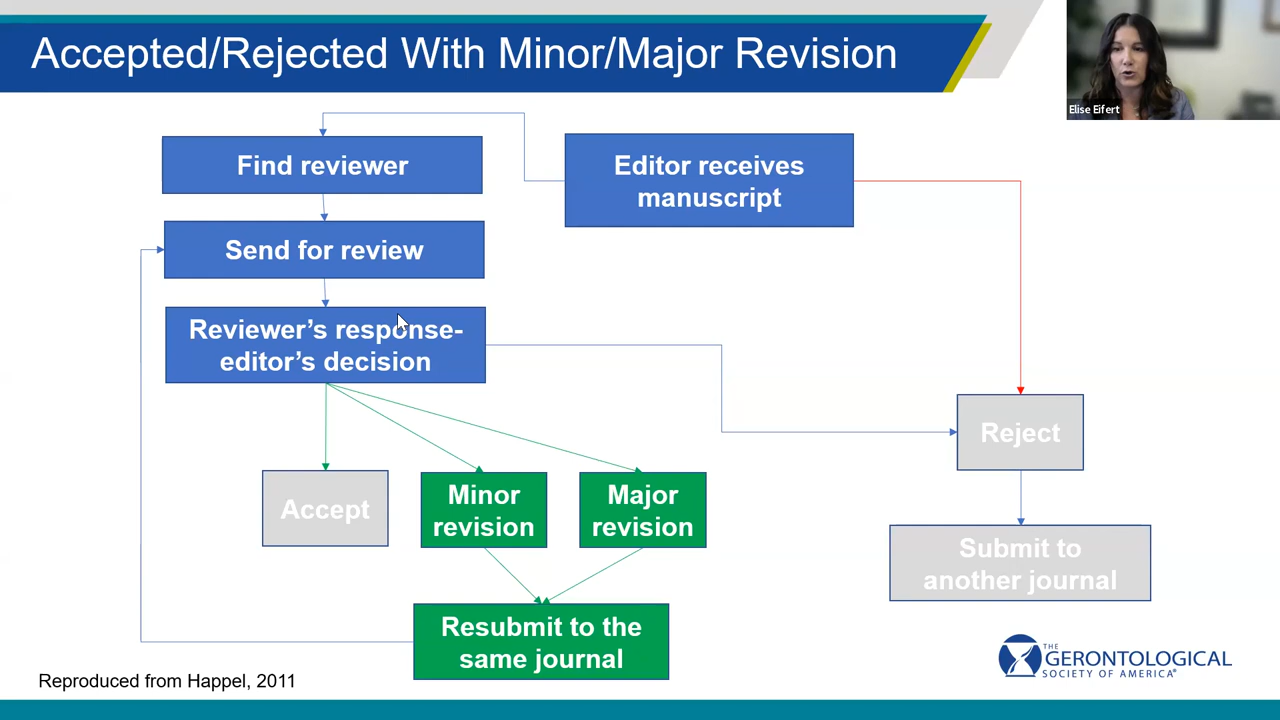 Accepted/Rejected With Minor/Major Revision
Elise Eifert
Find reviewer
Editor receives
manuscript
Send for review
Reviewer's response-
editor's decision
Reject
Accept
Minor
revision
Major
revision
Submit to
another journal
Resubmit to the
same journal
THE
GERONTOLOGICAL
SOCIETY OF AMERICA®
Reproduced from Happel, 2011